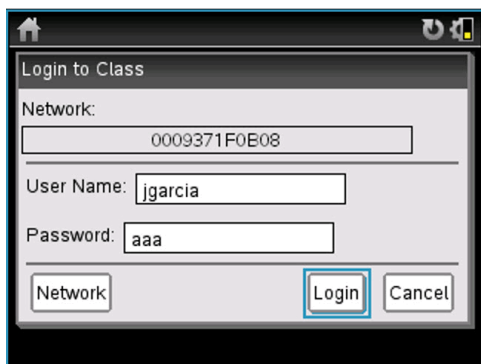 Login to Class
Network:
0009371F0B08
User Name: jgarcia
Password: aaa
Network Login Cancel